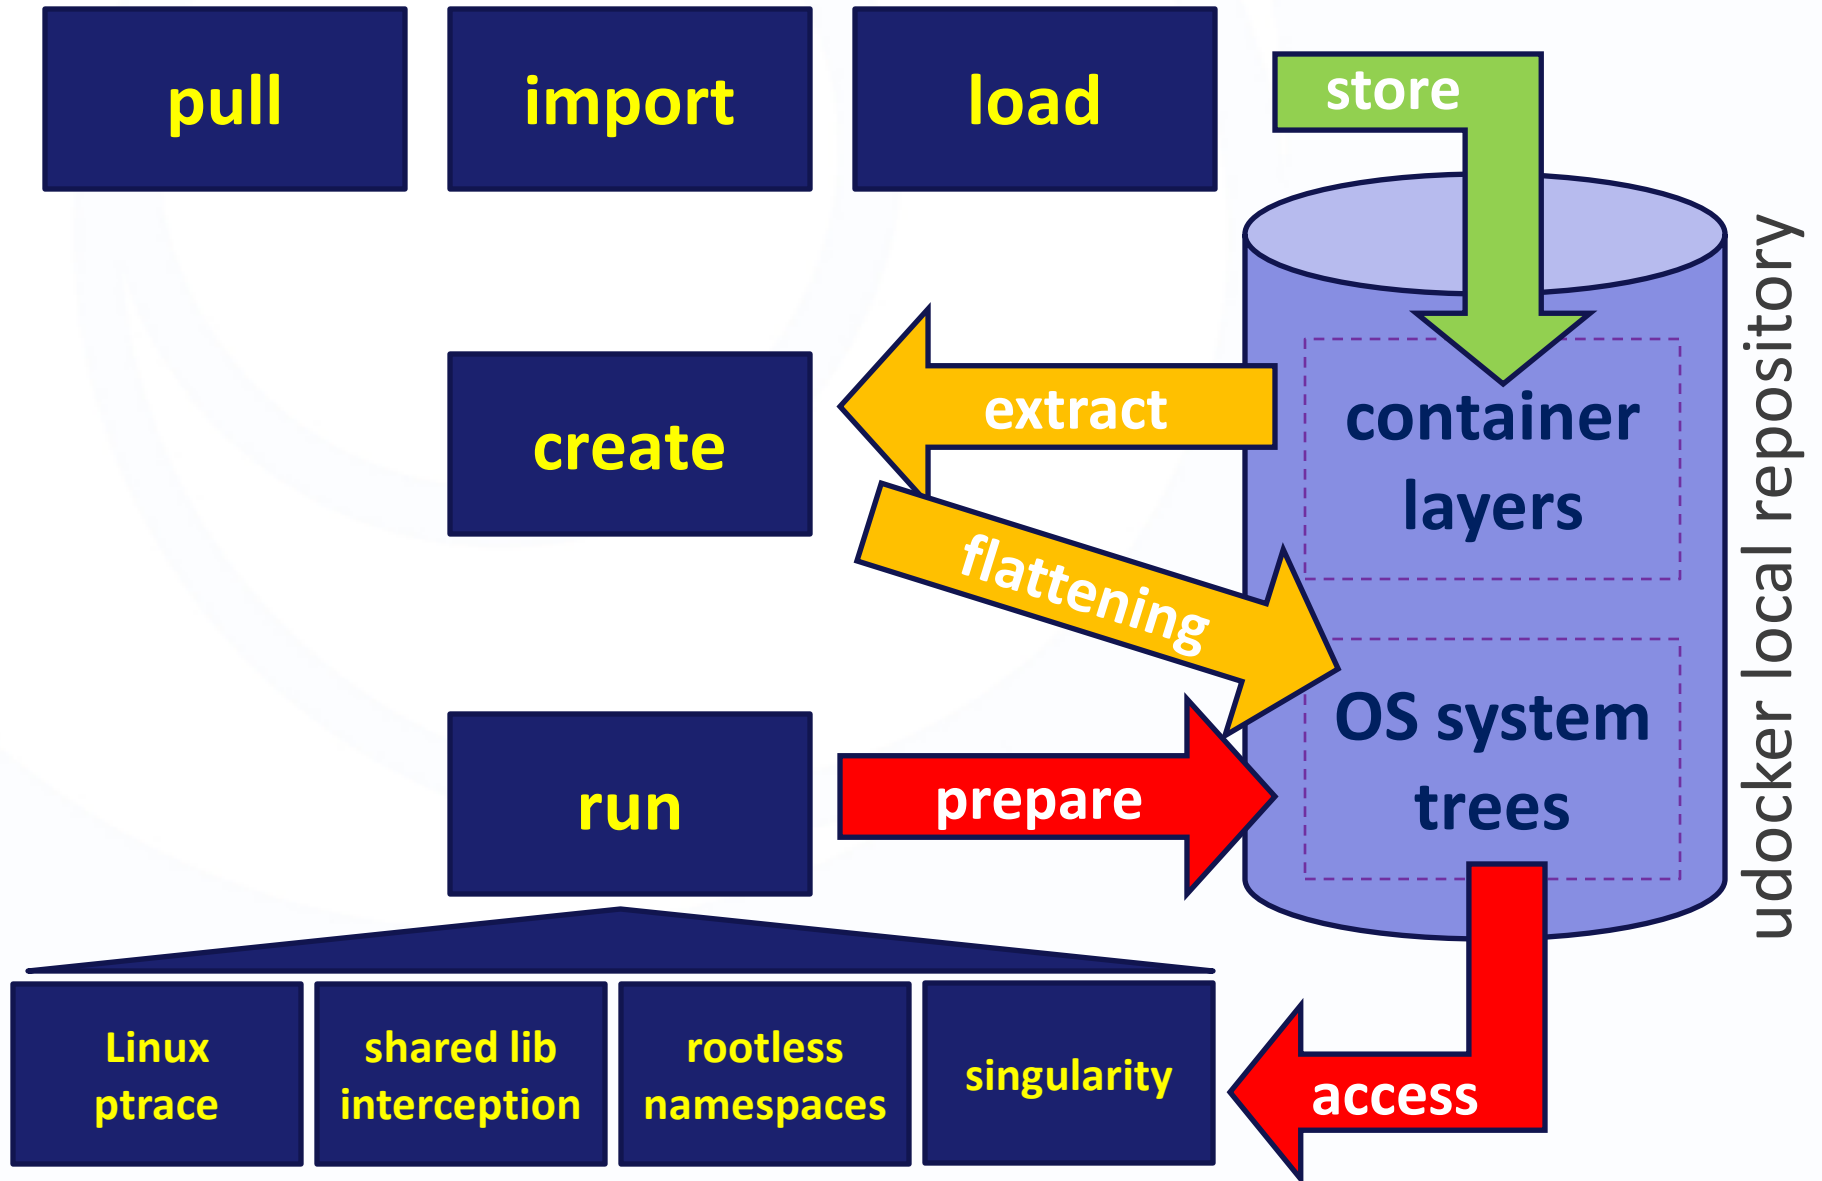 pull
import
load
store
extract
container
layers
create
flattening
OS system
trees
run
prepare
udocker local repository
Linux
ptrace
shared lib
interception
rootless
namespaces
singularity
access